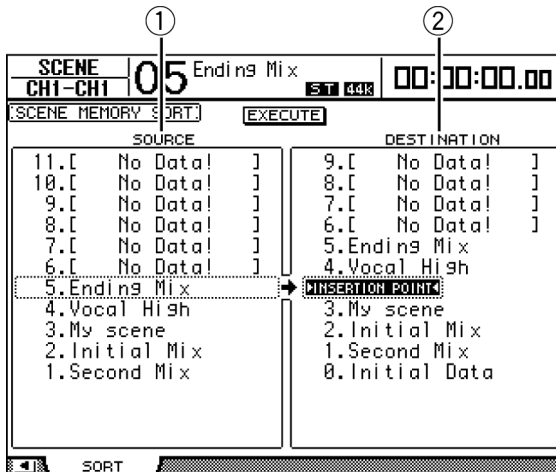 ① ②
SCENE
CH1-CH1
05 Ending Mix
ST 44k
00:00:00.00
SCENE MEMORY SORT
EXECUTE
SOURCE
11.[ No Data! ]
10.[ No Data! ]
9.[ No Data! ]
8.[ No Data! ]
7.[ No Data! ]
6.[ No Data! ]
5.Ending Mix
4.Vocal High
3.My scene
2.Initial Mix
1.Second Mix
DESTINATION
9.[ No Data! ]
8.[ No Data! ]
7.[ No Data! ]
6.[ No Data! ]
5.Ending Mix
4.Vocal High
INSERTION POINT
3.My scene
2.Initial Mix
1.Second Mix
0.Initial Data
SORT